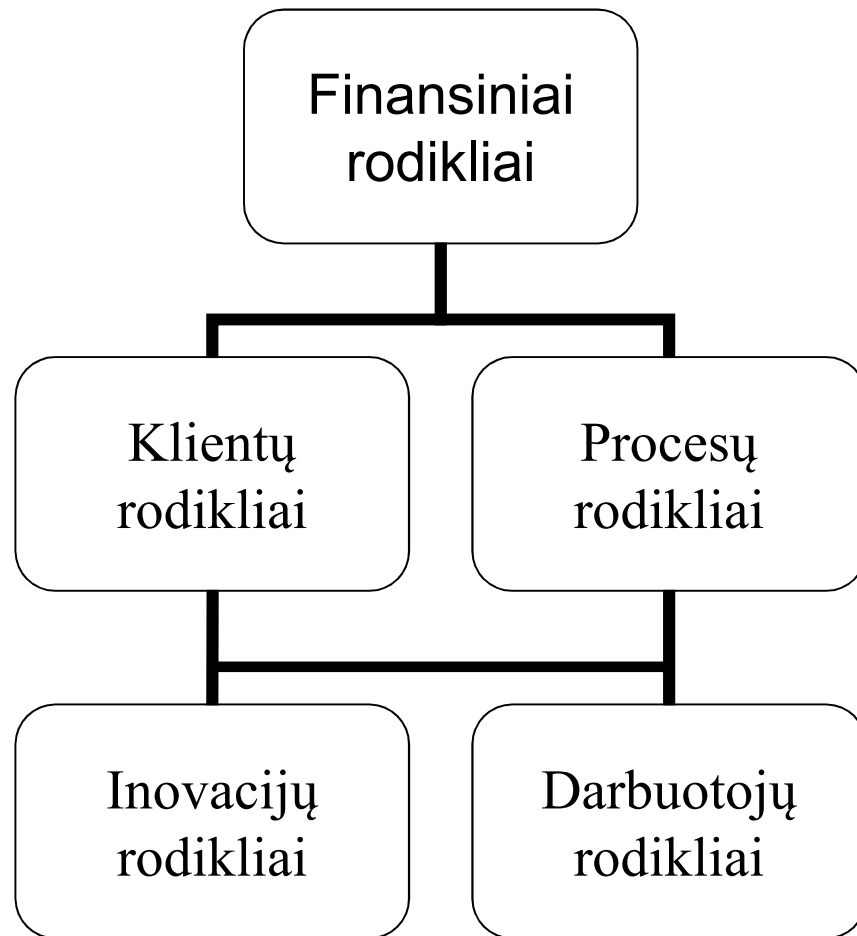 Finansiniai
rodikliai
Klientų
rodikliai
Procesų
rodikliai
Inovacijų
rodikliai
Darbuotojų
rodikliai